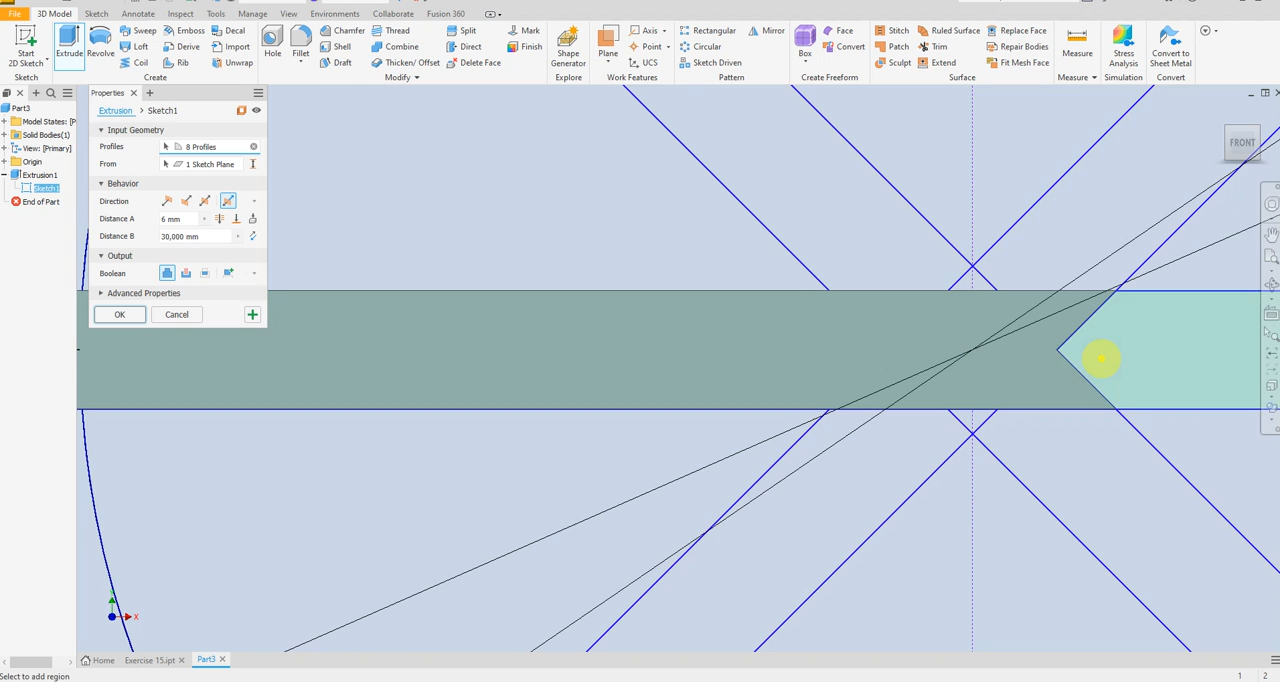 File 3D Model Sketch Annotate Inspect Tools Manage View Environments Collaborate Fusion 360
Start
2D Sketch
Extrude
Revolve
Sweep Emboss Decal
Loft Derive Import
Coil Rib Unwrap
Hole
Fillet
Chamfer Thread Split Mark
Shell Combine Direct Finish
Draft Thicken/ Offset Delete Face
Shape
Generator
Plane
Axis
Point
UCS
Rectangular Mirror
Circular
Sketch Driven
Box
Face
Convert
Stitch Ruled Surface Replace Face
Patch Trim Repair Bodies
Sculpt Extend Fit Mesh Face
Measure
Stress
Analysis
Convert to
Sheet Metal
Sketch Create Modify Explore Work Features Pattern Create Freeform Surface Measure Simulation Convert
Properties
Extrusion > Sketch1
Input Geometry
Profiles 8 Profiles
From 1 Sketch Plane
Behavior
Direction
Distance A 6 mm
Distance B 30,000 mm
Output
Boolean
Advanced Properties
OK Cancel
Part3
Model States: [P
Solid Bodies(1)
View: [Primary]
Origin
Extrusion1
Sketch1
End of Part
FRONT
X
Home Exercise 15.ipt Part3
Select to add region 1 2